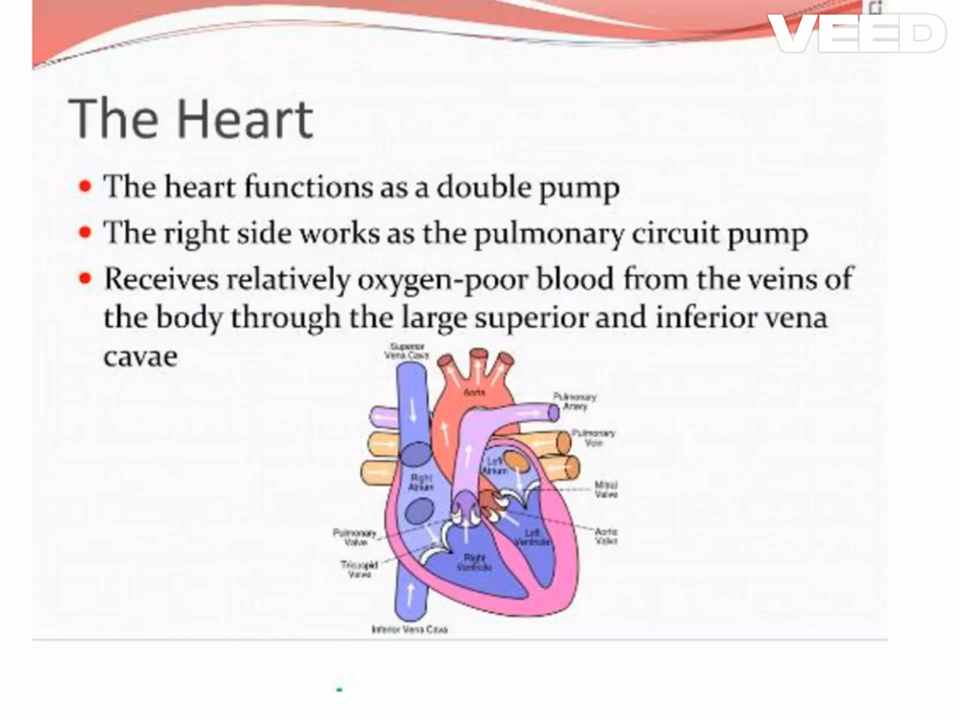 VEED
The Heart
• The heart functions as a double pump
• The right side works as the pulmonary circuit pump
• Receives relatively oxygen-poor blood from the veins of
the body through the large superior and inferior vena
cavae
Superior
Vena Cava
Aorta
Pulmonary
Artery
Pulmonary
Vein
Left
Atrium
Right
Atrium
Mitral
Valve
Pulmonary
Valve
Aortic
Valve
Left
Ventricle
Tricuspid
Valve
Right
Ventricle
Inferior Vena Cava